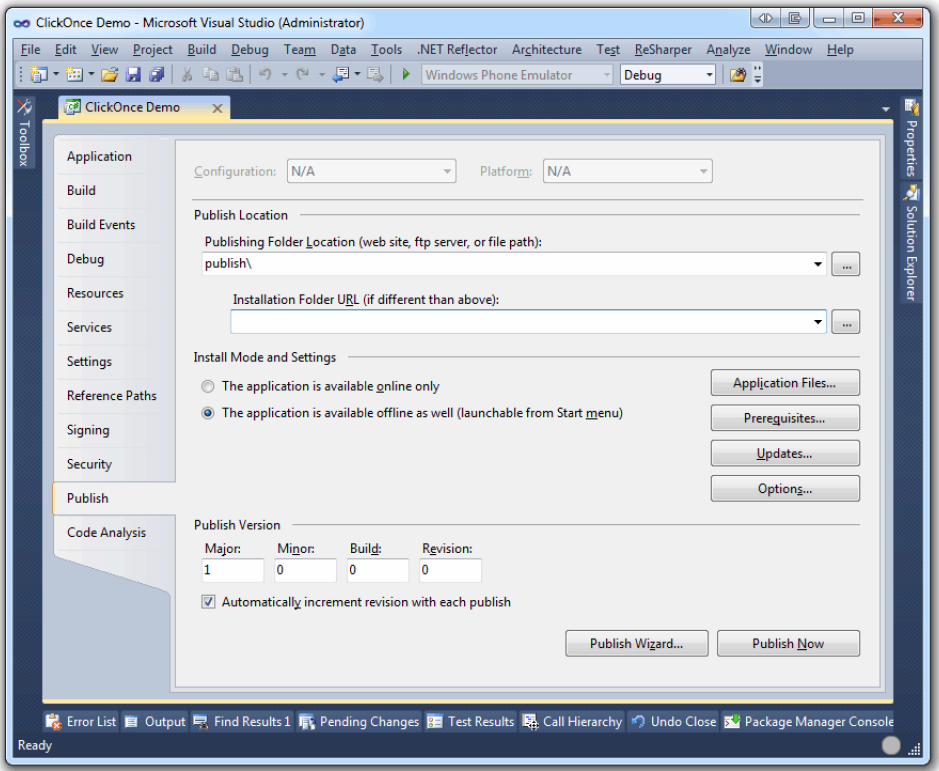 ClickOnce Demo - Microsoft Visual Studio (Administrator)
File Edit View Project Build Debug Team Data Tools .NET Reflector Architecture Test ReSharper Analyze Window Help
Windows Phone Emulator Debug
Toolbox
ClickOnce Demo
Properties
Solution Explorer
Application
Build
Build Events
Debug
Resources
Services
Settings
Reference Paths
Signing
Security
Publish
Code Analysis
Configuration: N/A Platform: N/A
Publish Location
Publishing Folder Location (web site, ftp server, or file path):
publish\
...
Installation Folder URL (if different than above):
...
Install Mode and Settings
The application is available online only
The application is available offline as well (launchable from Start menu)
Application Files...
Prerequisites...
Updates...
Options...
Publish Version
Major: Minor: Build: Revision:
1 0 0 0
Automatically increment revision with each publish
Publish Wizard... Publish Now
Error List Output Find Results 1 Pending Changes Test Results Call Hierarchy Undo Close Package Manager Console
Ready